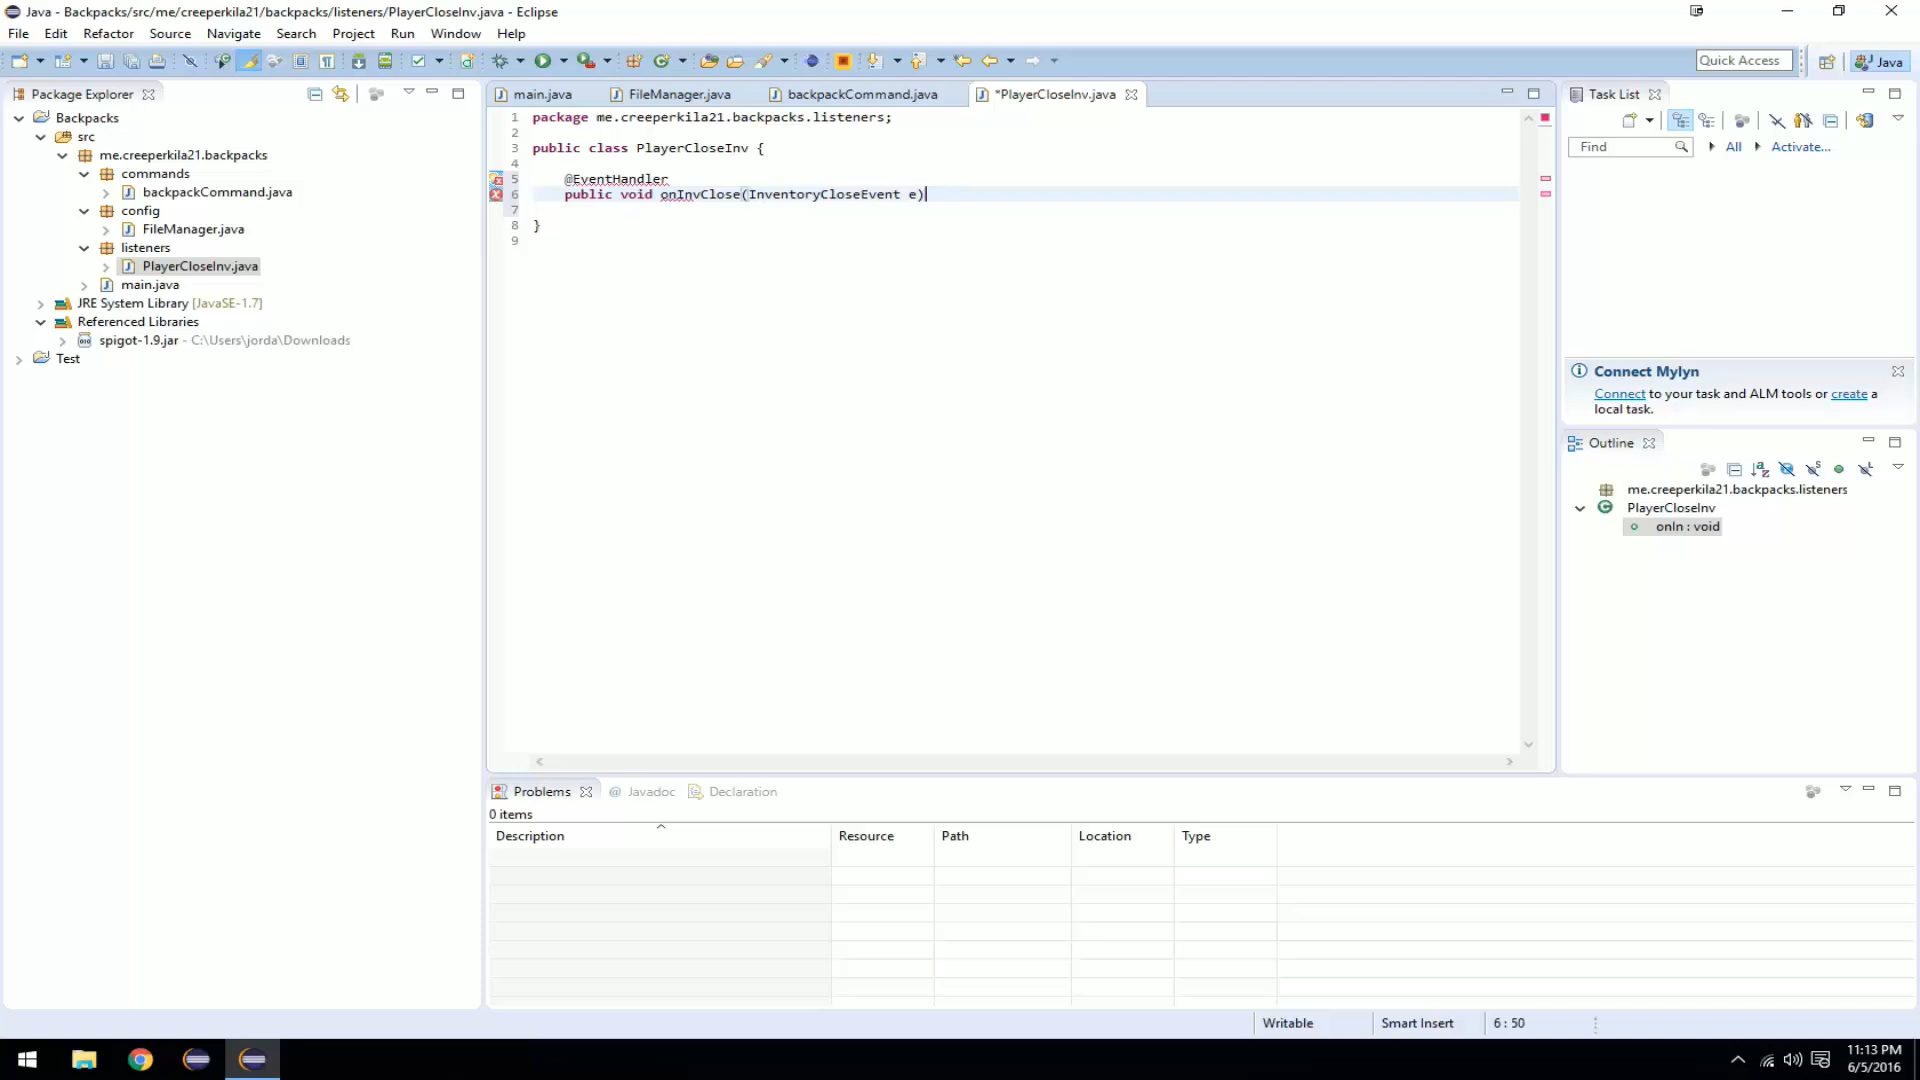 Java - Backpacks/src/me/creeperkila21/backpacks/listeners/PlayerCloseInv.java - Eclipse
File Edit Refactor Source Navigate Search Project Run Window Help
Quick Access
Java
Package Explorer
Backpacks
src
me.creeperkila21.backpacks
commands
backpackCommand.java
config
FileManager.java
listeners
PlayerCloseInv.java
main.java
JRE System Library [JavaSE-1.7]
Referenced Libraries
spigot-1.9.jar - C:\Users\jorda\Downloads
Test
main.java FileManager.java backpackCommand.java *PlayerCloseInv.java
1 package me.creeperkila21.backpacks.listeners;
2
3 public class PlayerCloseInv {
4
5 @EventHandler
6 public void onInvClose(InventoryCloseEvent e)
7
8 }
9
Task List
Find All Activate...
Connect Mylyn
Connect to your task and ALM tools or create a
local task.
Outline
me.creeperkila21.backpacks.listeners
PlayerCloseInv
onIn : void
Problems @ Javadoc Declaration
0 items
Description Resource Path Location Type
Writable Smart Insert 6 : 50
11:13 PM
6/5/2016